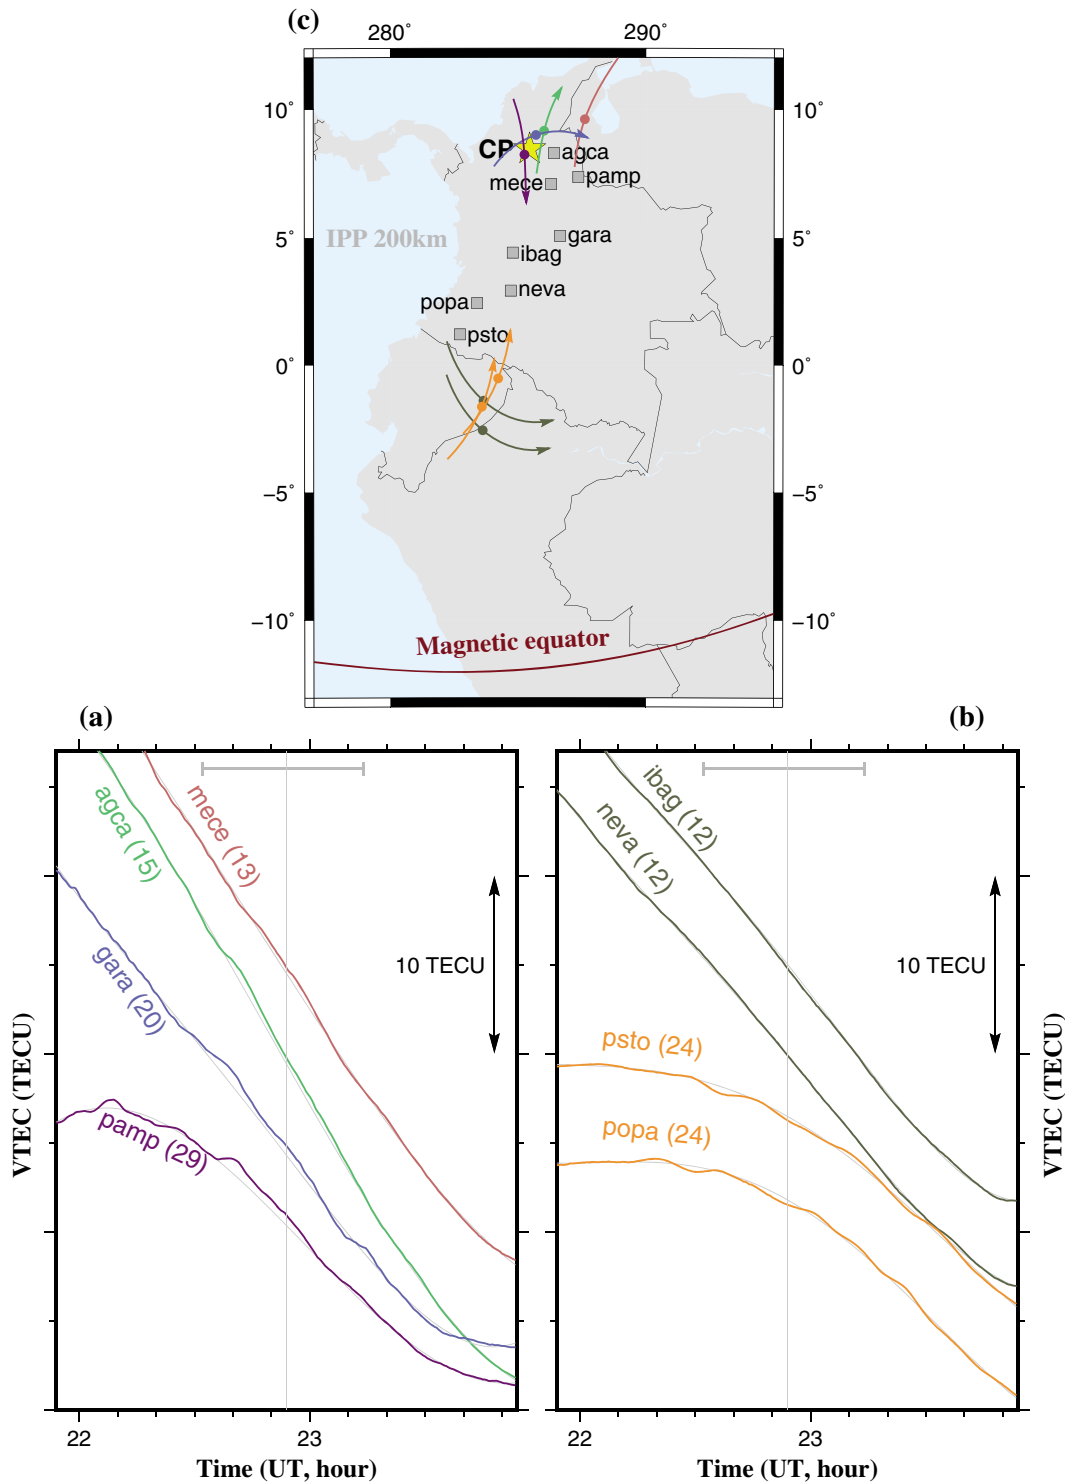 (c)
280˚
290˚
10˚
10˚
CP
agca
mece
pamp
IPP 200km
5˚
5˚
gara
ibag
neva
popa
psto
0˚
0˚
−5˚
−5˚
−10˚
−10˚
Magnetic equator
(a)
(b)
mece (13)
agca (15)
gara (20)
pamp (29)
10 TECU
VTEC (TECU)
22
23
Time (UT, hour)
ibag (12)
neva (12)
psto (24)
popa (24)
10 TECU
VTEC (TECU)
22
23
Time (UT, hour)